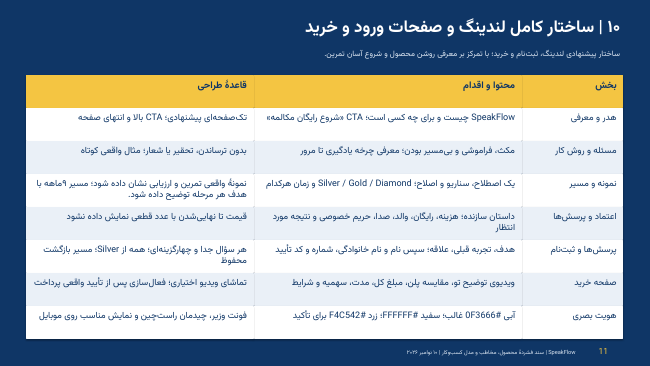 ۱۰ | ساختار کامل لندینگ و صفحات ورود و خرید
ساختار پیشنهادی لندینگ، ثبت‌نام و خرید؛ با تمرکز بر معرفی روشن محصول و شروع آسان تمرین.
بخش محتوا و اقدام قاعدهٔ طراحی
هدر و معرفی SpeakFlow چیست و برای چه کسی است؛ CTA «شروع رایگان مکالمه» تک‌صفحه‌ای پیشنهادی؛ CTA بالا و انتهای صفحه
مسئله و روش کار مکث، فراموشی و بی‌مسیر بودن؛ معرفی چرخه یادگیری تا مرور بدون ترساندن، تحقیر یا شعار؛ مثال واقعی کوتاه
نمونه و مسیر یک اصطلاح، سناریو و اصلاح؛ Silver / Gold / Diamond و زمان هرکدام نمونهٔ واقعی تمرین و ارزیابی نشان داده شود؛ مسیر ۹ماهه با
هدف هر مرحله توضیح داده شود.
اعتماد و پرسش‌ها داستان سازنده؛ هزینه، رایگان، والد، صدا، حریم خصوصی و نتیجه مورد قیمت تا نهایی‌شدن با عدد قطعی نمایش داده نشود
انتظار
پرسش‌ها و ثبت‌نام هدف، تجربه قبلی، علاقه؛ سپس نام و نام خانوادگی، شماره و کد تأیید هر سؤال جدا و چهارگزینه‌ای؛ همه از Silver؛ مسیر بازگشت
محفوظ
صفحه خرید ویدیوی توضیح تو، مقایسه پلن، مبلغ کل، مدت، سهمیه و شرایط تماشای ویدیو اختیاری؛ فعال‌سازی پس از تأیید واقعی پرداخت
هویت بصری آبی #0F3666 غالب؛ سفید #FFFFFF؛ زرد #F4C542 برای تأکید فونت وزیر، چیدمان راست‌چین و نمایش مناسب روی موبایل
SpeakFlow | سند فشردهٔ محصول، مخاطب و مدل کسب‌وکار | ۱۰ نوامبر ۲۰۲۶
11